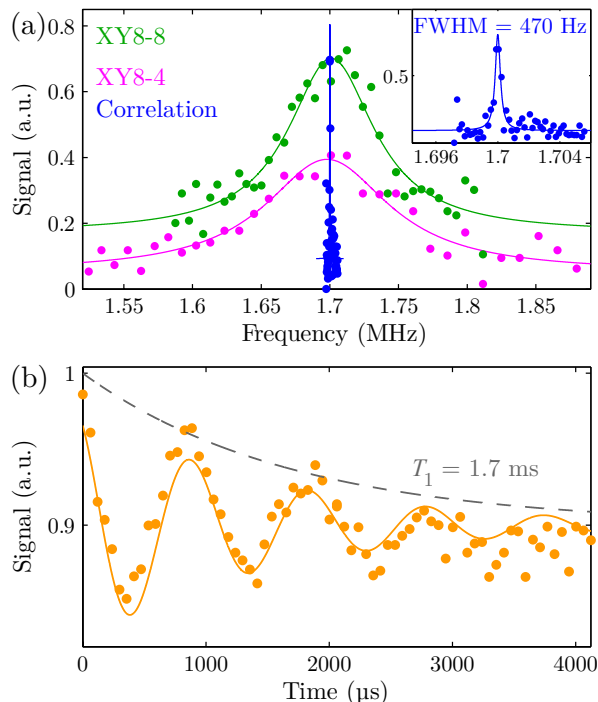 (a)
0.8
0.6
0.4
0.2
0
Signal (a.u.)
XY8-8
XY8-4
Correlation
FWHM = 470 Hz
0.5
1.696
1.7
1.704
1.55
1.6
1.65
1.7
1.75
1.8
1.85
Frequency (MHz)
(b)
1
0.9
Signal (a.u.)
T1 = 1.7 ms
0
1000
2000
3000
4000
Time (µs)